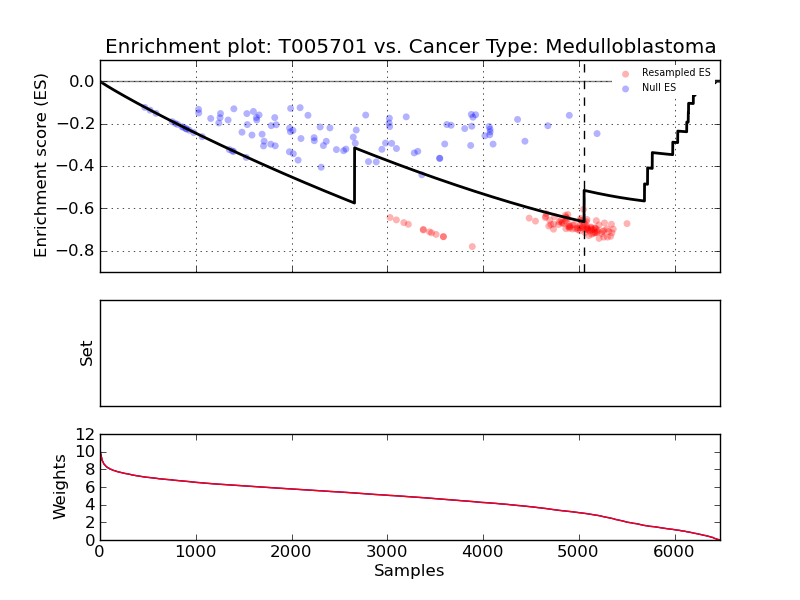 Enrichment plot: T005701 vs. Cancer Type: Medulloblastoma
Enrichment score (ES)
0.0
−0.2
−0.4
−0.6
−0.8
Resampled ES
Null ES
Set
Weights
12
10
8
6
4
2
0
0 1000 2000 3000 4000 5000 6000
Samples